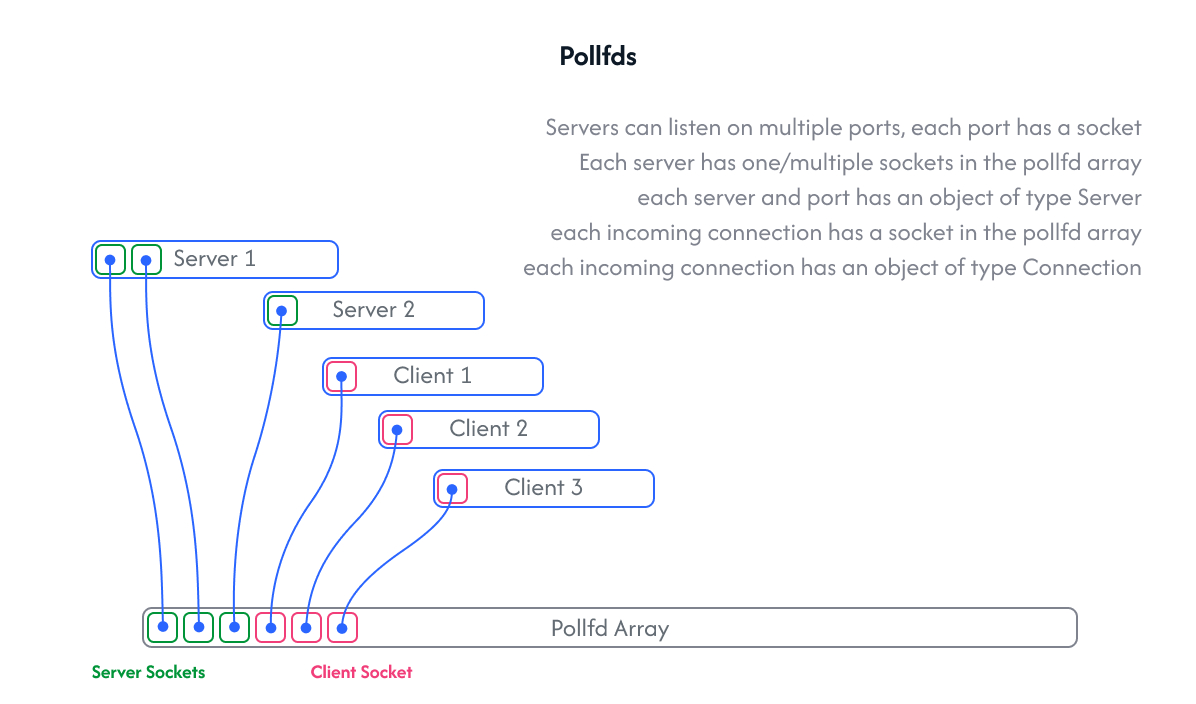 Pollfds
Servers can listen on multiple ports, each port has a socket
Each server has one/multiple sockets in the pollfd array
each server and port has an object of type Server
each incoming connection has a socket in the pollfd array
each incoming connection has an object of type Connection
Server 1
Server 2
Client 1
Client 2
Client 3
Pollfd Array
Server Sockets
Client Socket